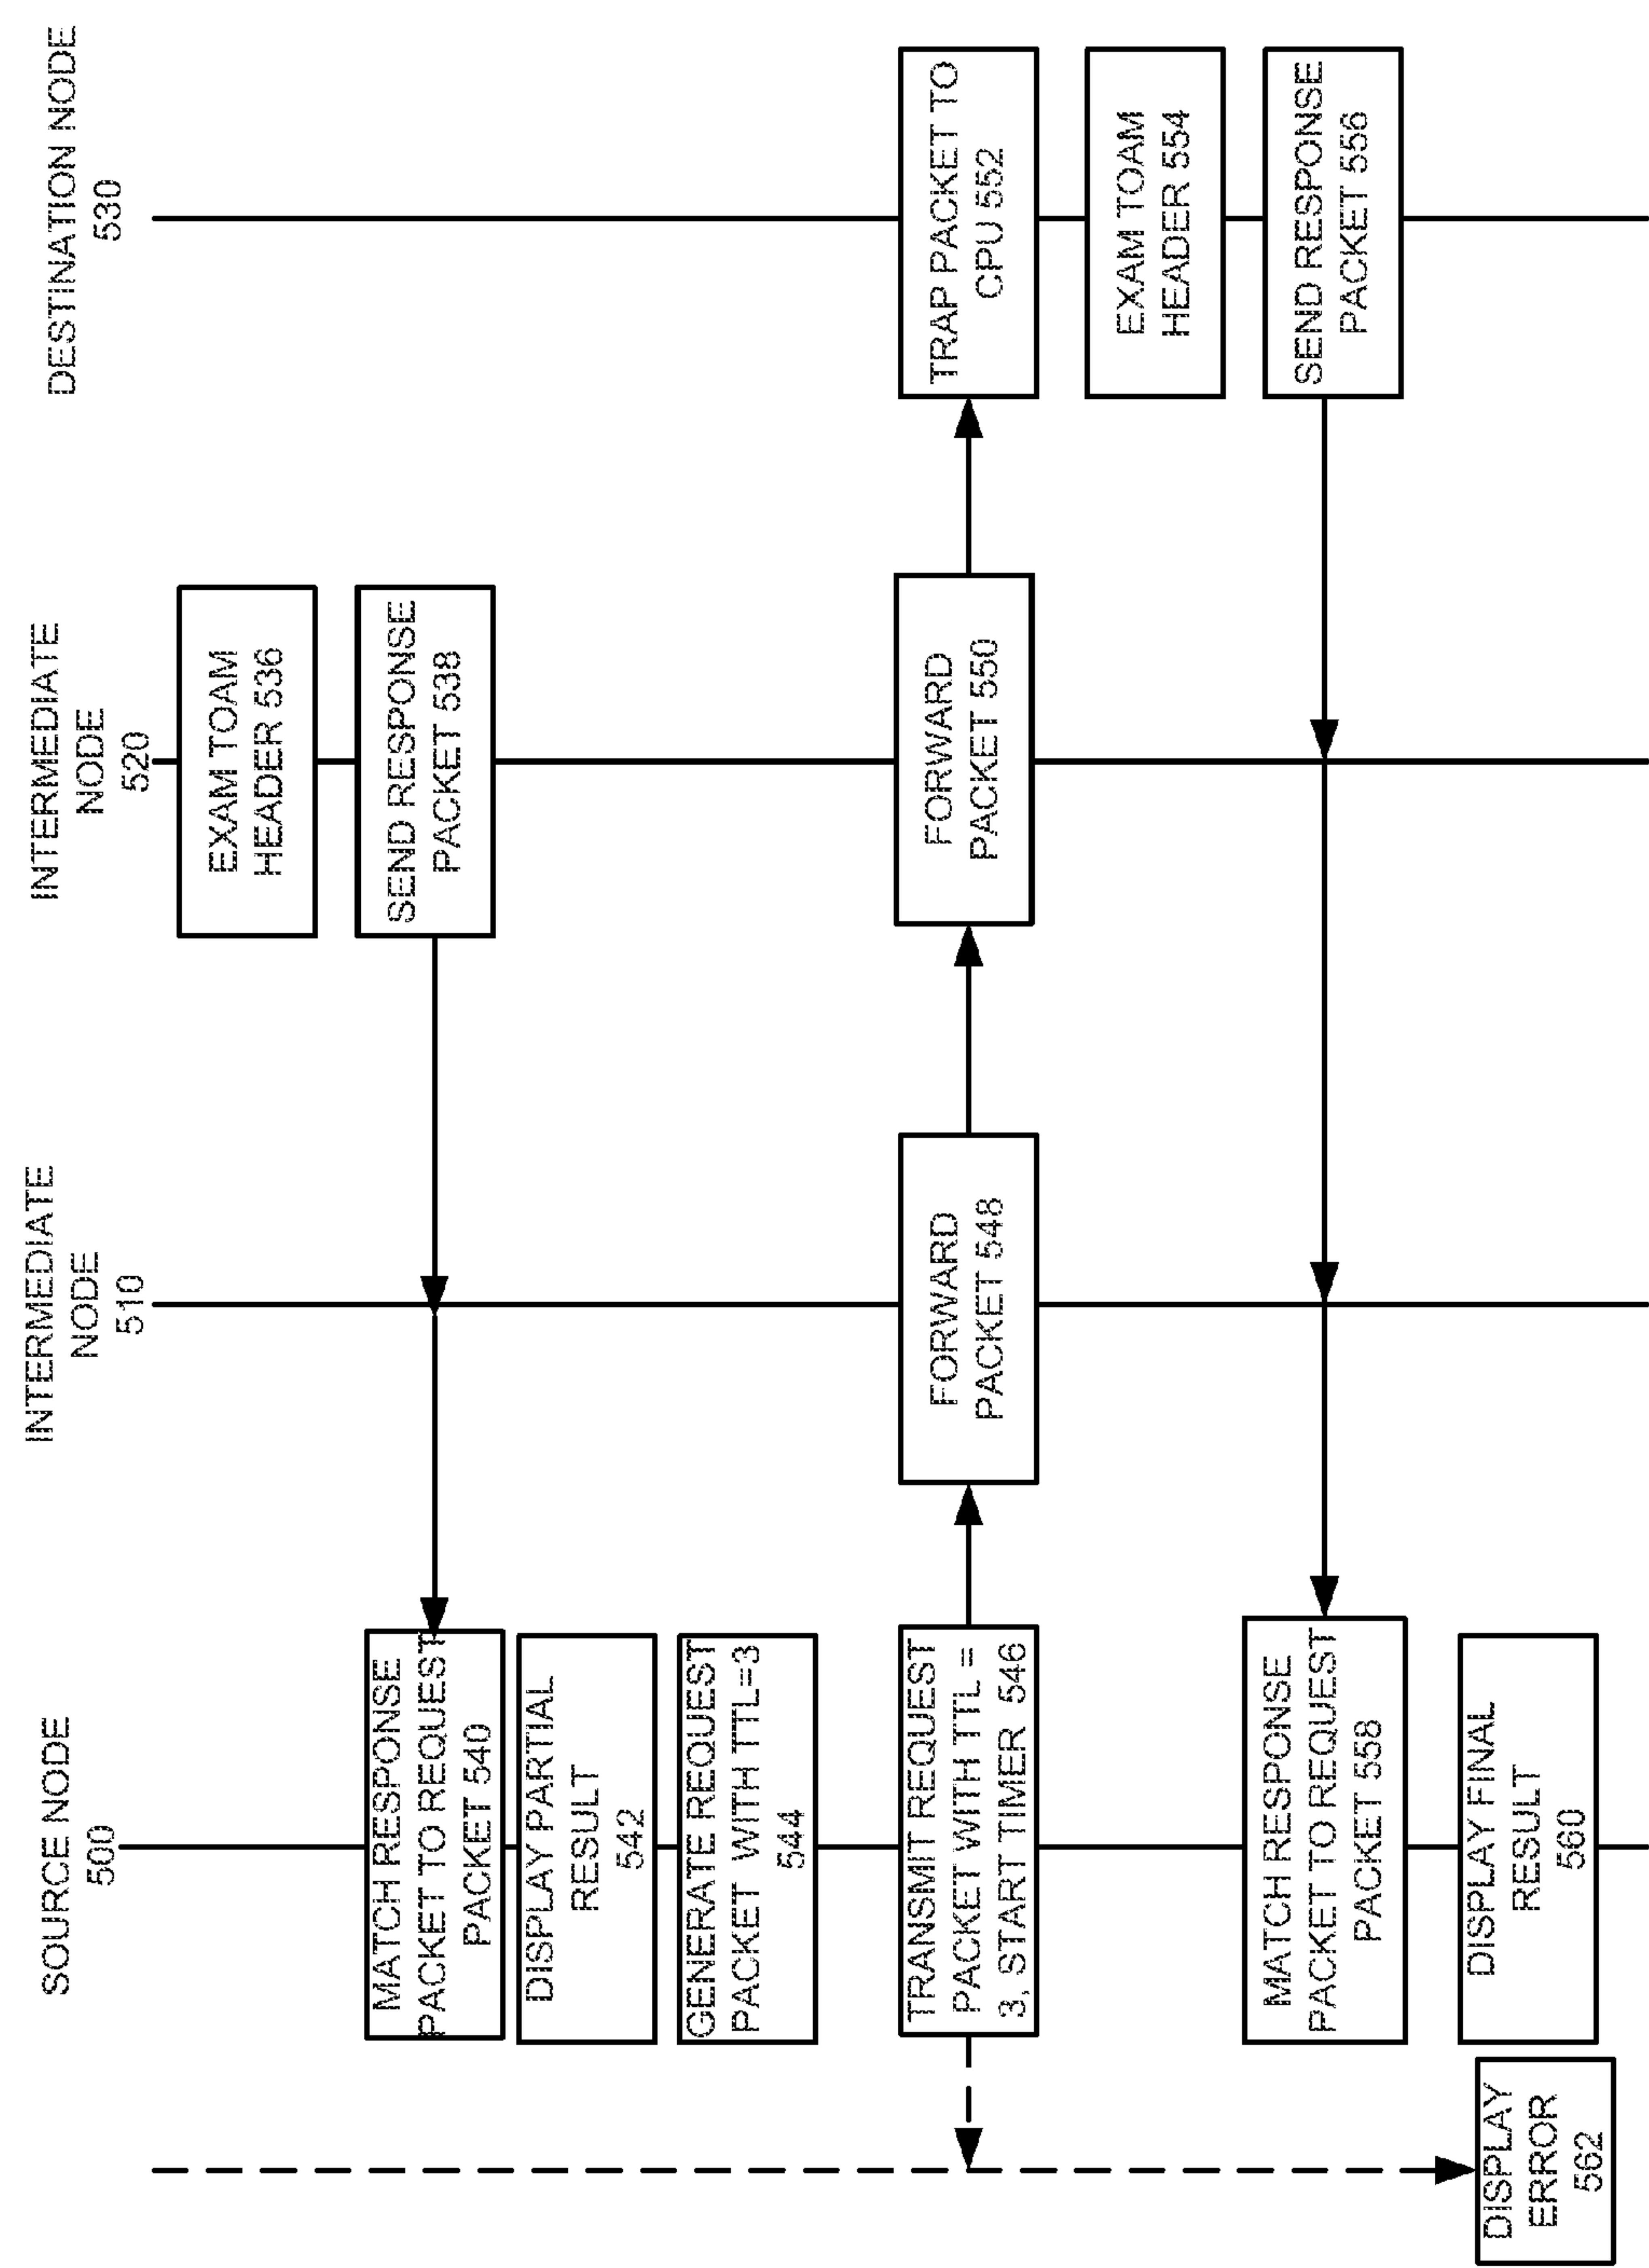 SOURCE NODE
500
INTERMEDIATE
NODE
510
INTERMEDIATE
NODE
520
DESTINATION NODE
530
EXAM TOAM
HEADER 536
SEND RESPONSE
PACKET 538
MATCH RESPONSE
PACKET TO REQUEST
PACKET 540
DISPLAY PARTIAL
RESULT
542
GENERATE REQUEST
PACKET WITH TTL=3
544
TRANSMIT REQUEST
PACKET WITH TTL =
3, START TIMER 546
FORWARD
PACKET 548
FORWARD
PACKET 550
TRAP PACKET TO
CPU 552
EXAM TOAM
HEADER 554
SEND RESPONSE
PACKET 556
MATCH RESPONSE
PACKET TO REQUEST
PACKET 558
DISPLAY FINAL
RESULT
560
DISPLAY
ERROR
562